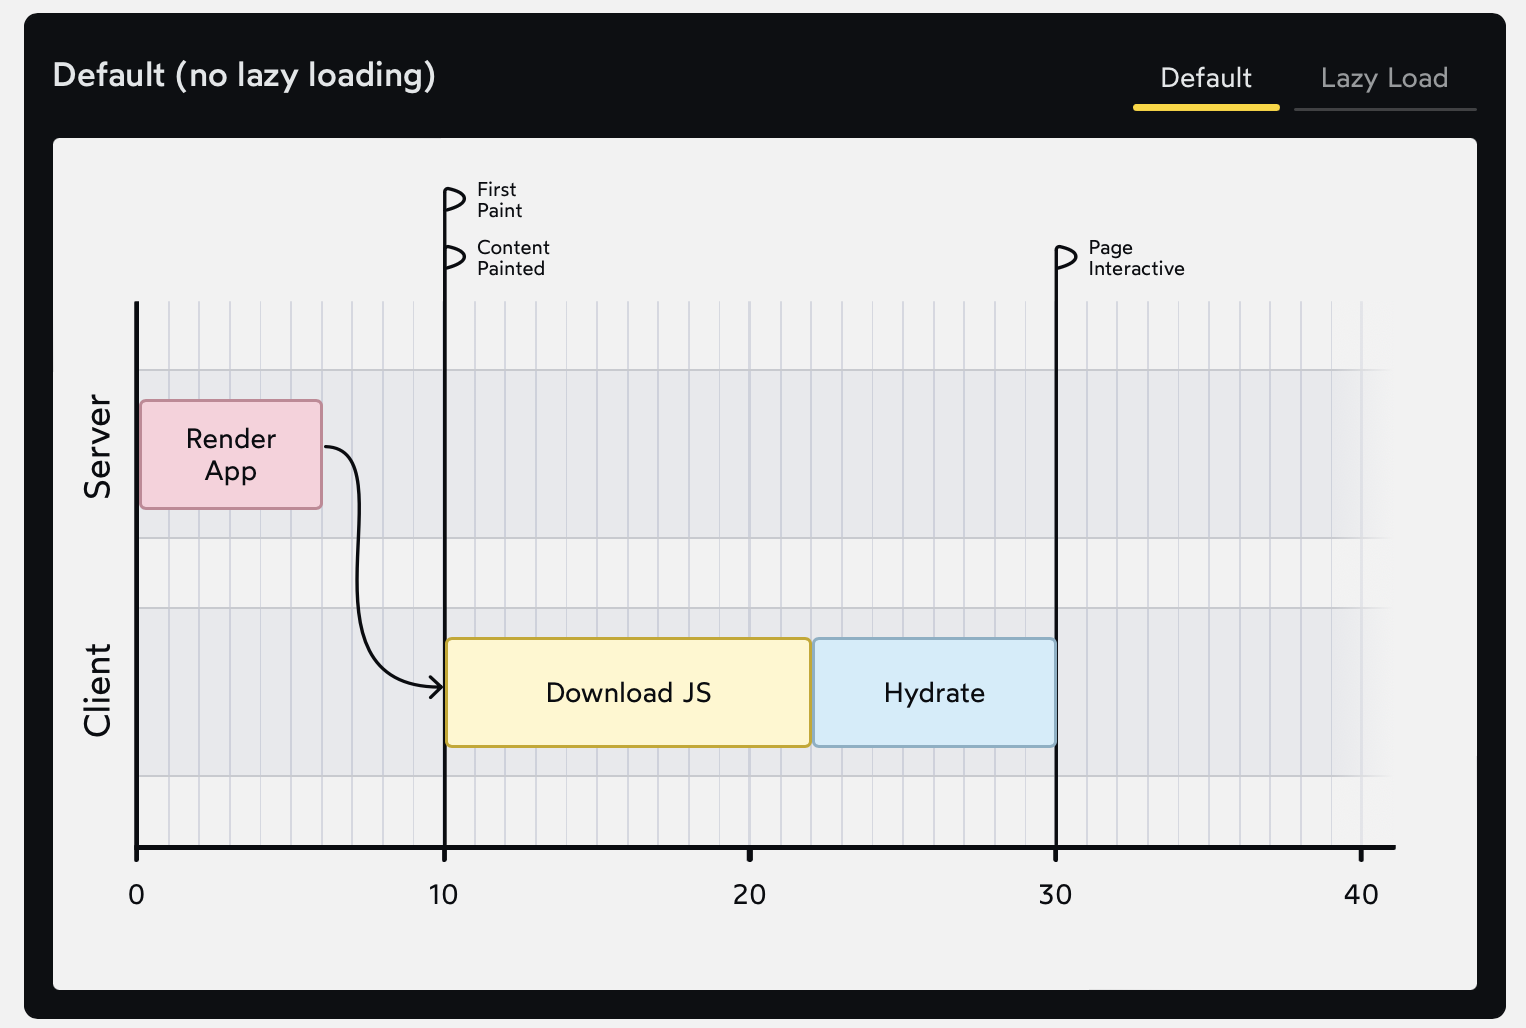 Default (no lazy loading)
Default
Lazy Load
First
Paint
Content
Painted
Page
Interactive
Server
Render
App
Client
Download JS
Hydrate
0
10
20
30
40